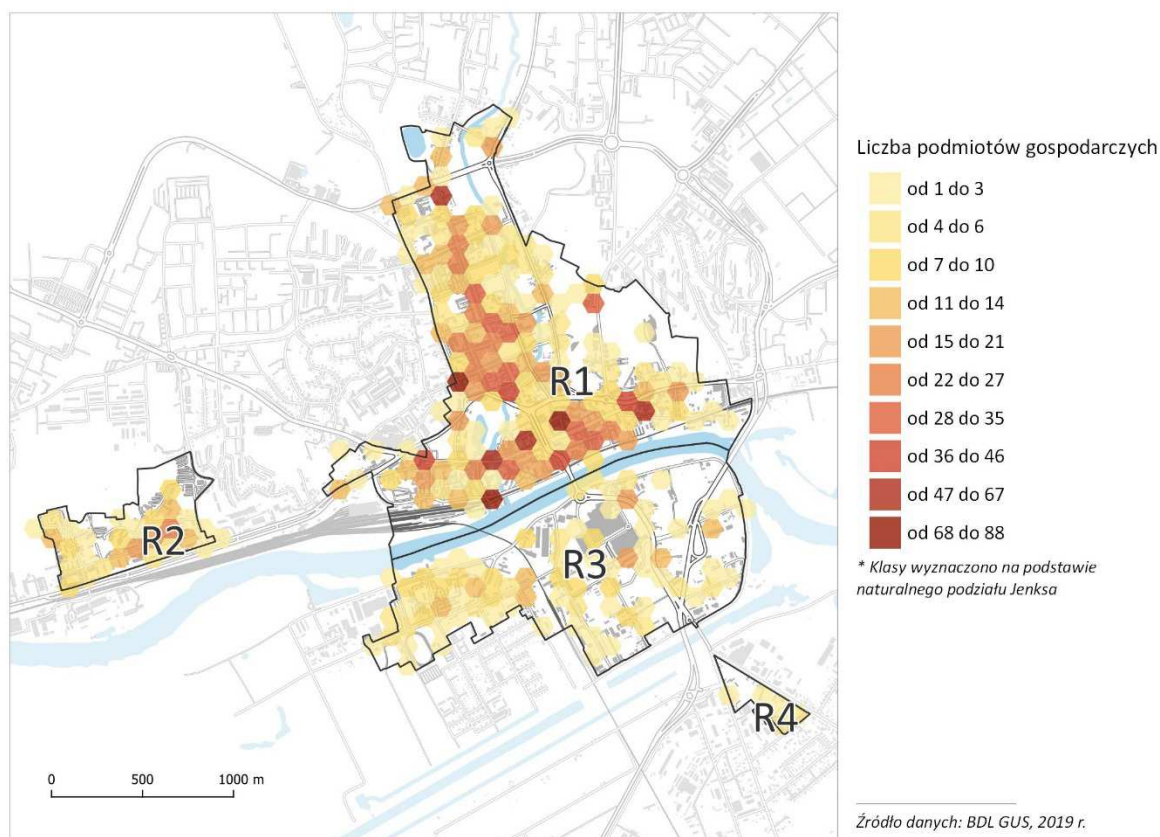 R1
R2
R3
R4
0 500 1000 m
Liczba podmiotów gospodarczych
od 1 do 3
od 4 do 6
od 7 do 10
od 11 do 14
od 15 do 21
od 22 do 27
od 28 do 35
od 36 do 46
od 47 do 67
od 68 do 88
* Klasy wyznaczono na podstawie
naturalnego podziału Jenksa
Źródło danych: BDL GUS, 2019 r.